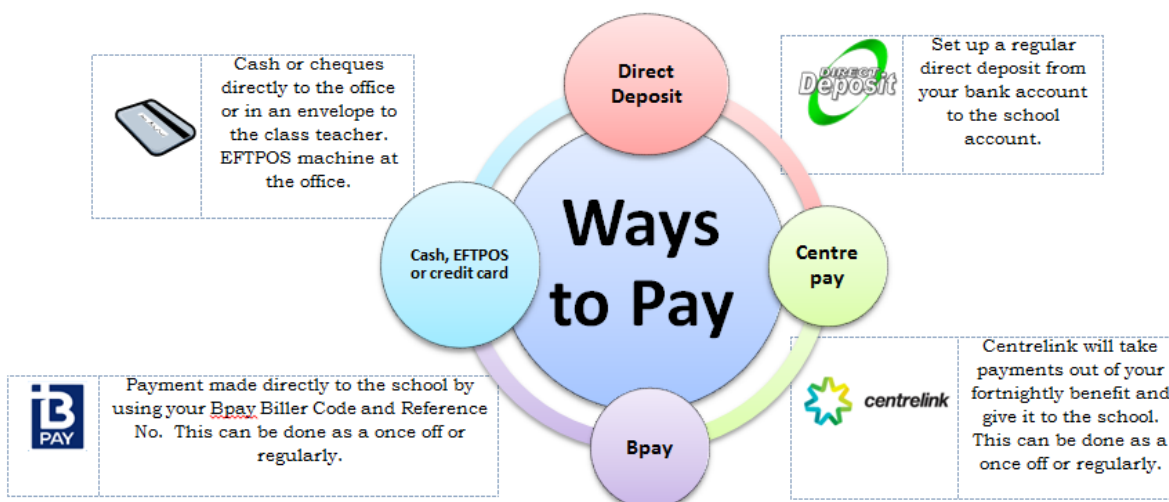 Cash or cheques
directly to the office
or in an envelope to
the class teacher.
EFTPOS machine at
the office.
Direct
Deposit
DIRECT
Deposit
Set up a regular
direct deposit from
your bank account
to the school
account.
Ways
to Pay
Cash, EFTPOS
or credit card
Centre
pay
B
PAY
Payment made directly to the school by
using your Bpay Biller Code and Reference
No. This can be done as a once off or
regularly.
Bpay
centrelink
Centrelink will take
payments out of your
fortnightly benefit and
give it to the school.
This can be done as a
once off or regularly.